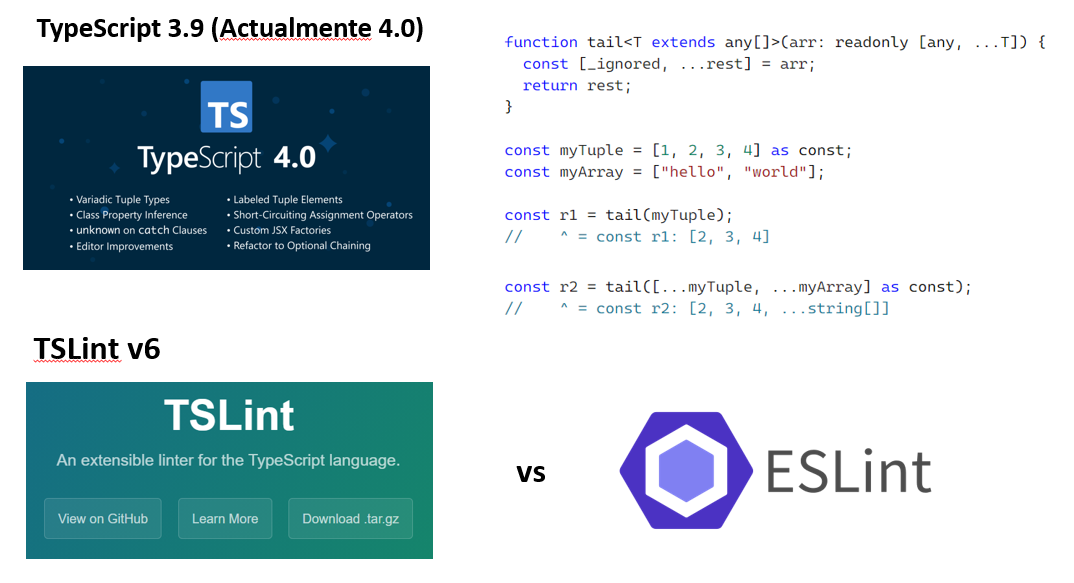 TypeScript 3.9 (Actualmente 4.0)
TS
TypeScript 4.0
• Variadic Tuple Types
• Class Property Inference
• unknown on catch Clauses
• Editor Improvements
• Labeled Tuple Elements
• Short-Circuiting Assignment Operators
• Custom JSX Factories
• Refactor to Optional Chaining
function tail<T extends any[]>(arr: readonly [any, ...T]) {
  const [_ignored, ...rest] = arr;
  return rest;
}
const myTuple = [1, 2, 3, 4] as const;
const myArray = ["hello", "world"];
const r1 = tail(myTuple);
//    ^ = const r1: [2, 3, 4]
const r2 = tail([...myTuple, ...myArray] as const);
//    ^ = const r2: [2, 3, 4, ...string[]]
TSLint v6
TSLint
An extensible linter for the TypeScript language.
View on GitHub
Learn More
Download .tar.gz
vs
ESLint